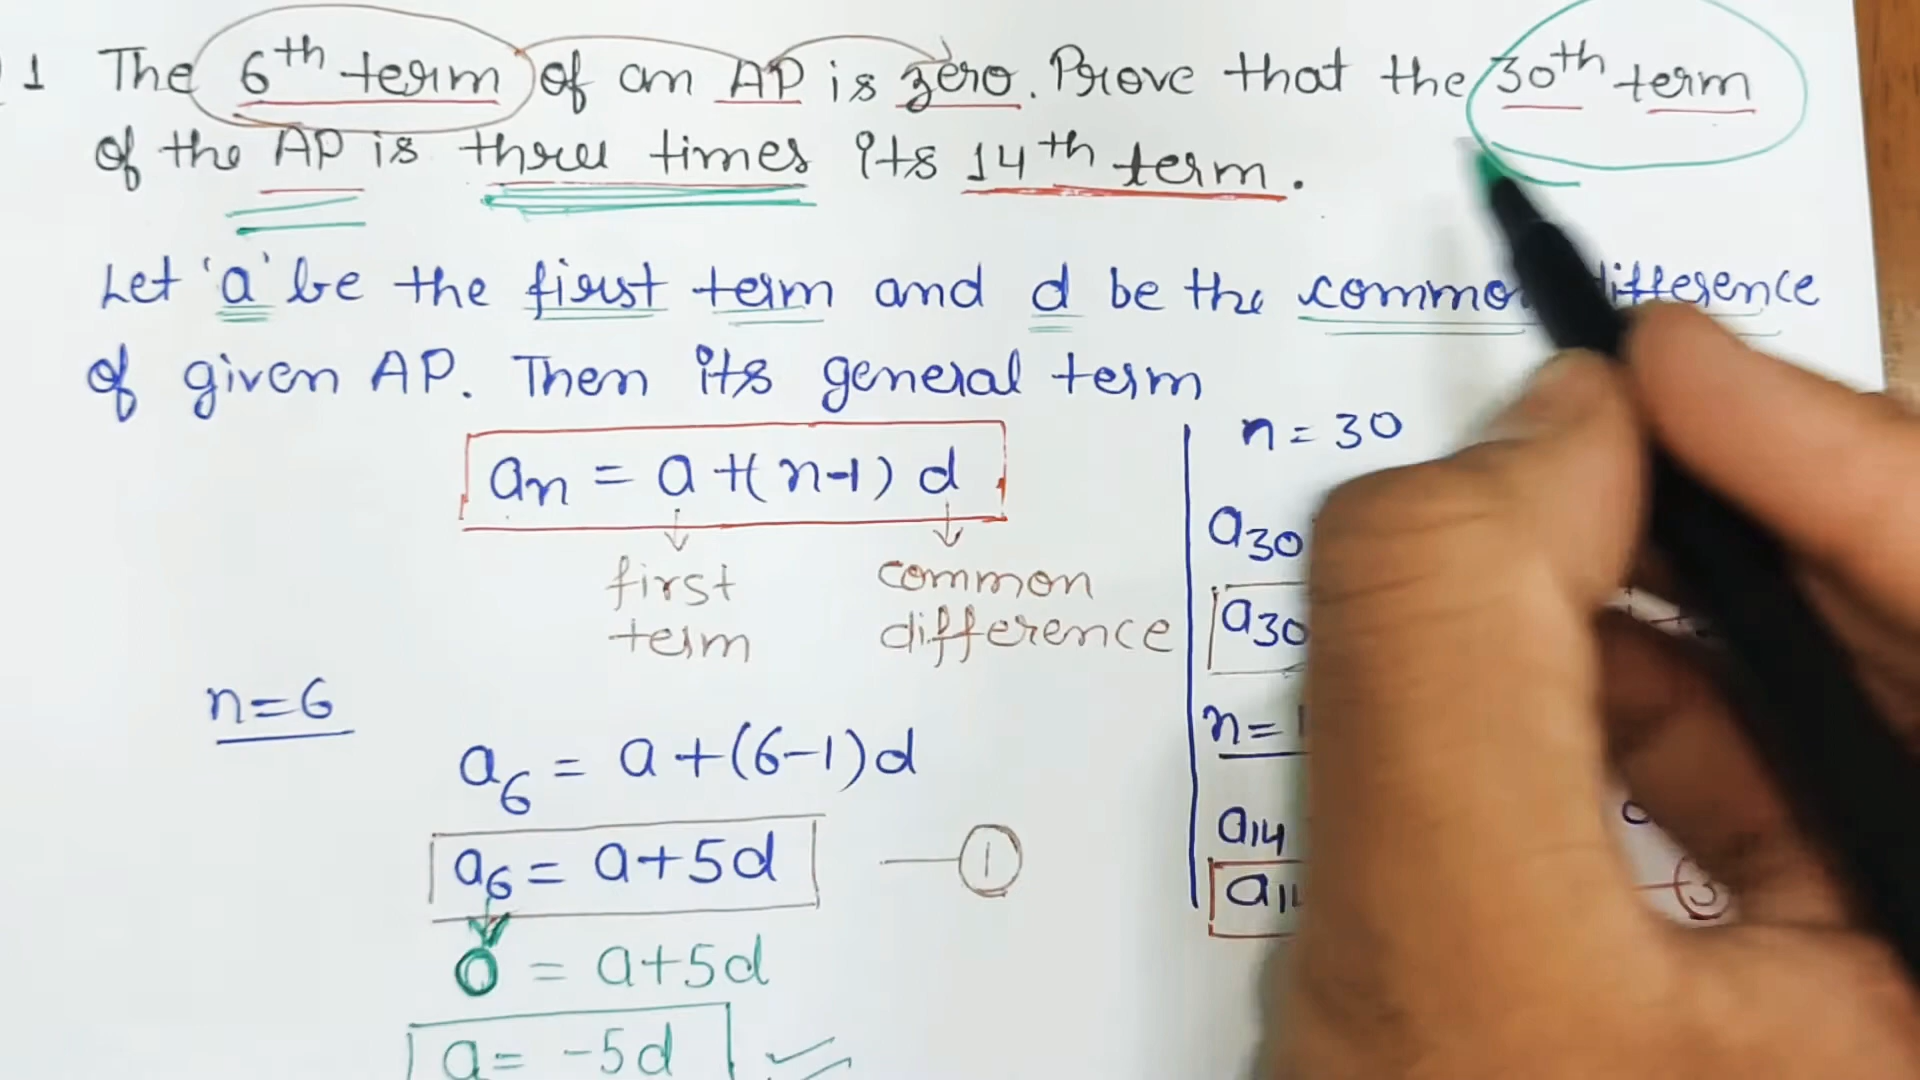 1 The 6th term of an AP is zero. Prove that the 30th term
of the AP is three times its 14th term.
Let 'a' be the first term and d be the common difference
of given AP. Then its general term
an = a+(n-1) d
first term
common difference
n=6
a6 = a+(6-1)d
a6 = a+5d 1
0 = a+5d
a= -5d
n = 30
a30
a30
n=
a14
3